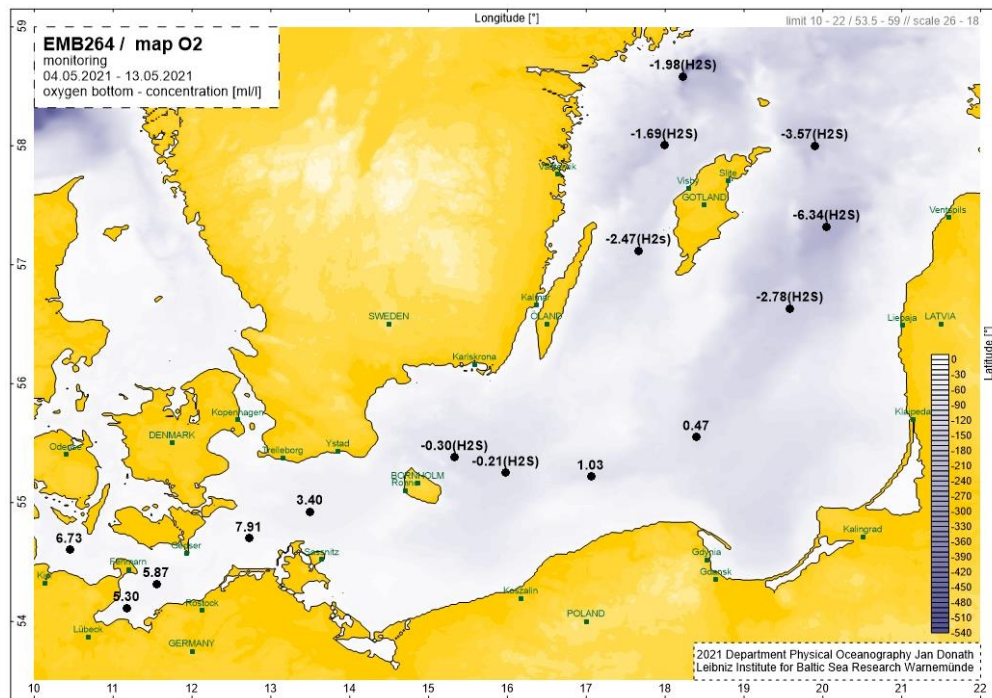 Longitude [°]
limit 10 - 22 / 53.5 - 59 // scale 26 - 18
EMB264 / map O2
monitoring
04.05.2021 - 13.05.2021
oxygen bottom - concentration [ml/l]
59
58
57
56
55
54
-1.98(H2S)
-1.69(H2S)
-3.57(H2S)
Visby
Slite
GOTLAND
-6.34(H2S)
Ventspils
-2.47(H2s)
-2.78(H2S)
Kalmar
ÖLAND
SWEDEN
Liepaja
LATVIA
Karlskrona
Latitude [°]
0
-30
-60
-90
-120
-150
-180
-210
-240
-270
-300
-330
-360
-390
-420
-450
-480
-510
-540
Kopenhagen
Klaipeda
DENMARK
Odense
Trelleborg
Ystad
-0.30(H2S)
-0.21(H2S)
1.03
0.47
BORNHOLM
Ronne
3.40
7.91
6.73
Gedser
Sassnitz
Fehmarn
5.87
5.30
Kiel
Rostock
Lübeck
GERMANY
Koszalin
POLAND
Gdynia
Gdansk
Kalingrad
2021 Department Physical Oceanography Jan Donath
Leibniz Institute for Baltic Sea Research Warnemünde
10 11 12 13 14 15 16 17 18 19 20 21 22